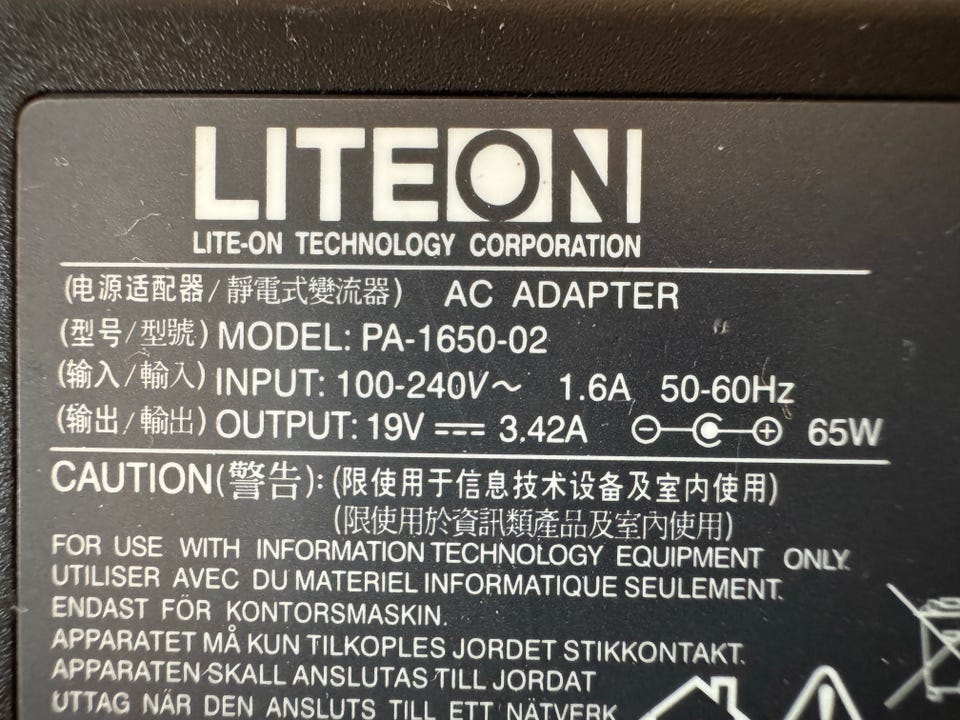 LITEON
LITE-ON TECHNOLOGY CORPORATION
(电源适配器/靜電式變流器) AC ADAPTER
(型号/型號) MODEL: PA-1650-02
(输入/輸入) INPUT: 100-240V～ 1.6A 50-60Hz
(输出/輸出) OUTPUT: 19V ⎓ 3.42A ⊖-C-⊕ 65W
CAUTION(警告): (限使用于信息技术设备及室内使用)
(限使用於資訊類產品及室內使用)
FOR USE WITH INFORMATION TECHNOLOGY EQUIPMENT ONLY.
UTILISER AVEC DU MATERIEL INFORMATIQUE SEULEMENT.
ENDAST FÖR KONTORSMASKIN.
APPARATET MÅ KUN TILKOPLES JORDET STIKKONTAKT.
APPARATEN SKALL ANSLUTAS TILL JORDAT
UTTAG NÄR DEN ANSLUTS TILL ETT NÄTVERK